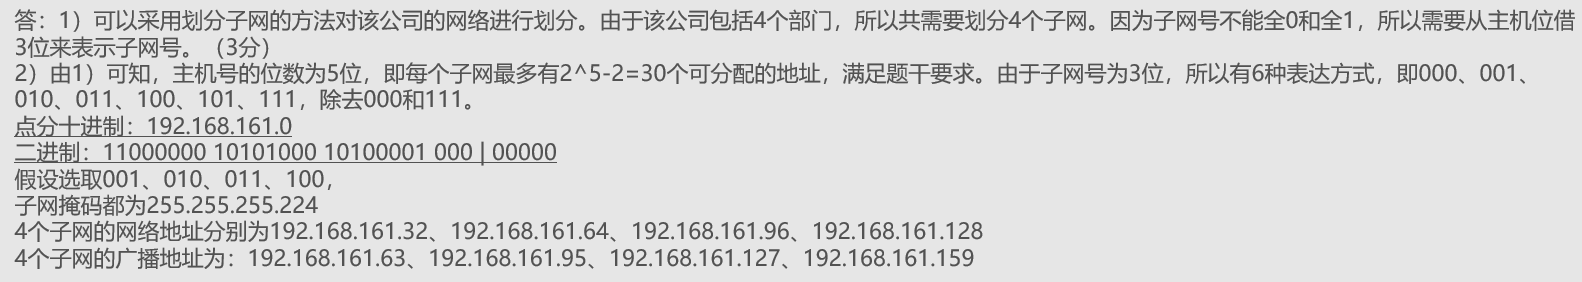 答：1）可以采用划分子网的方法对该公司的网络进行划分。由于该公司包括4个部门，所以共需要划分4个子网。因为子网号不能全0和全1，所以需要从主机位借
3位来表示子网号。（3分）
2）由1）可知，主机号的位数为5位，即每个子网最多有2^5-2=30个可分配的地址，满足题干要求。由于子网号为3位，所以有6种表达方式，即000、001、
010、011、100、101、111，除去000和111。
点分十进制：192.168.161.0
二进制：11000000 10101000 10100001 000 | 00000
假设选取001、010、011、100，
子网掩码都为255.255.255.224
4个子网的网络地址分别为192.168.161.32、192.168.161.64、192.168.161.96、192.168.161.128
4个子网的广播地址为：192.168.161.63、192.168.161.95、192.168.161.127、192.168.161.159